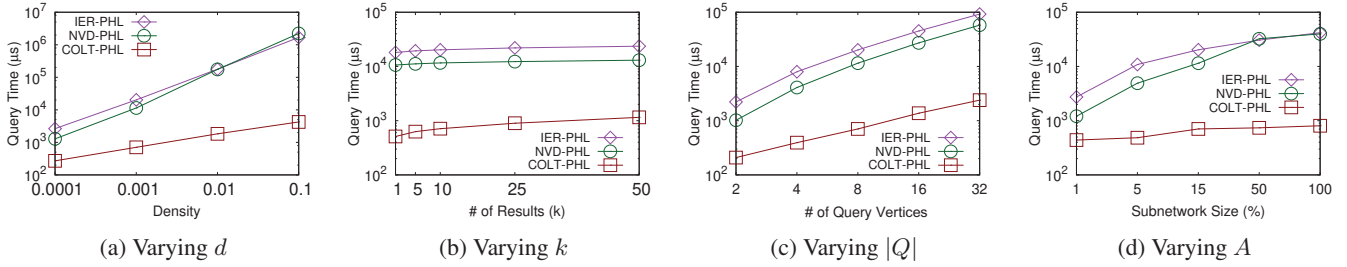 IER-PHL
NVD-PHL
COLT-PHL
Query Time (µs)
10^7
10^6
10^5
10^4
10^3
10^2
0.0001 0.001 0.01 0.1
Density
(a) Varying d
Query Time (µs)
10^5
10^4
10^3
10^2
IER-PHL
NVD-PHL
COLT-PHL
1 5 10 25 50
# of Results (k)
(b) Varying k
Query Time (µs)
10^5
10^4
10^3
10^2
IER-PHL
NVD-PHL
COLT-PHL
2 4 8 16 32
# of Query Vertices
(c) Varying |Q|
Query Time (µs)
10^5
10^4
10^3
10^2
IER-PHL
NVD-PHL
COLT-PHL
1 5 15 50 100
Subnetwork Size (%)
(d) Varying A